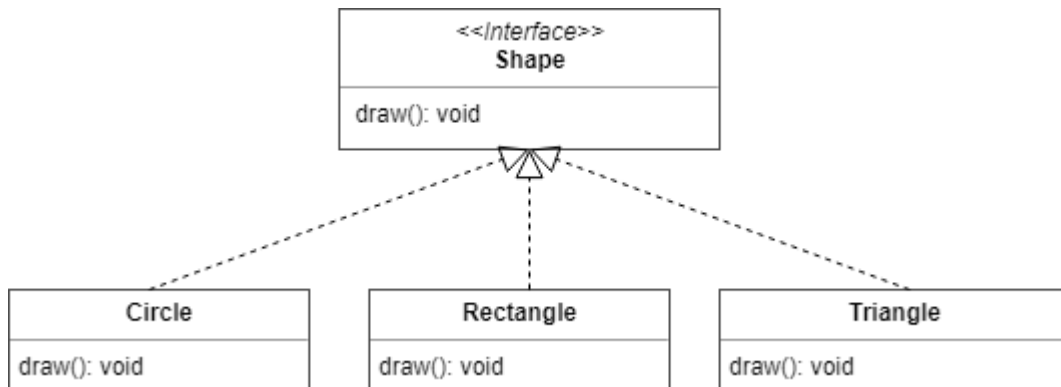 <<Interface>>
Shape
draw(): void
Circle
draw(): void
Rectangle
draw(): void
Triangle
draw(): void